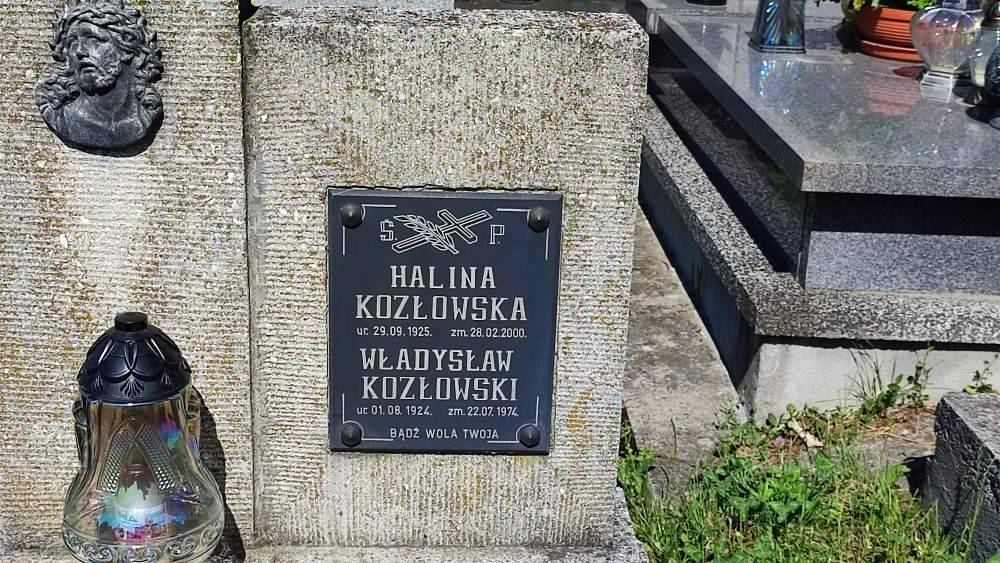 S P.
HALINA
KOZŁOWSKA
ur. 29.09.1925. zm. 28.02.2000.
WŁADYSŁAW
KOZŁOWSKI
ur. 01.08.1924. zm. 22.07.1974.
BĄDŹ WOLA TWOJA